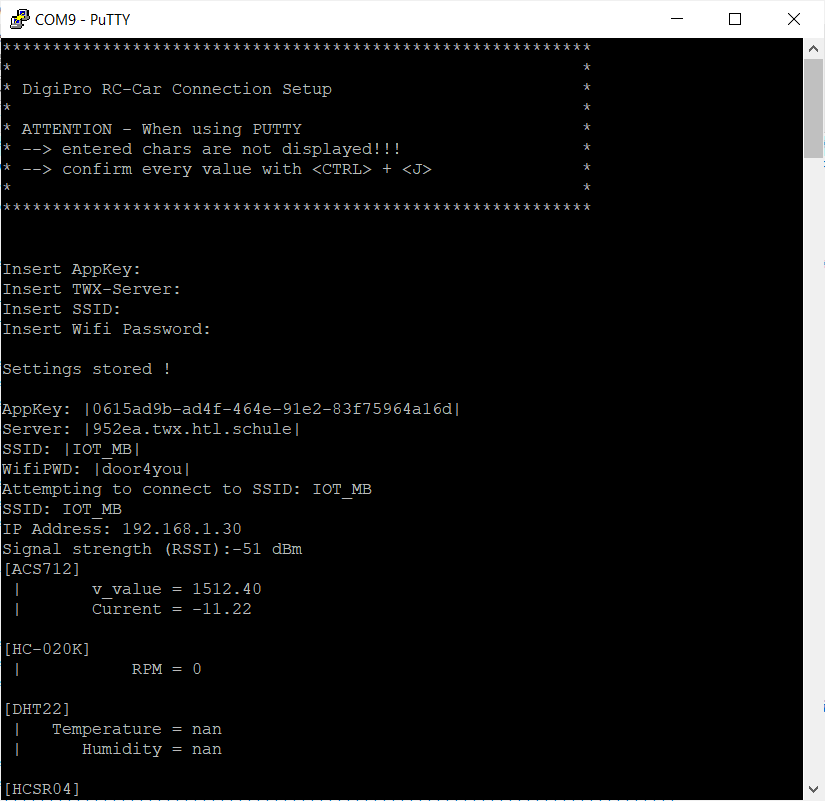 COM9 - PuTTY
***********************************************************
*                                                         *
* DigiPro RC-Car Connection Setup                         *
*                                                         *
* ATTENTION - When using PUTTY                            *
* --> entered chars are not displayed!!!                  *
* --> confirm every value with <CTRL> + <J>               *
*                                                         *
***********************************************************
Insert AppKey:
Insert TWX-Server:
Insert SSID:
Insert Wifi Password:
Settings stored !
AppKey: |0615ad9b-ad4f-464e-91e2-83f75964a16d|
Server: |952ea.twx.htl.schule|
SSID: |IOT_MB|
WifiPWD: |door4you|
Attempting to connect to SSID: IOT_MB
SSID: IOT_MB
IP Address: 192.168.1.30
Signal strength (RSSI):-51 dBm
[ACS712]
 |       v_value = 1512.40
 |       Current = -11.22
[HC-020K]
 |           RPM = 0
[DHT22]
 |   Temperature = nan
 |      Humidity = nan
[HCSR04]